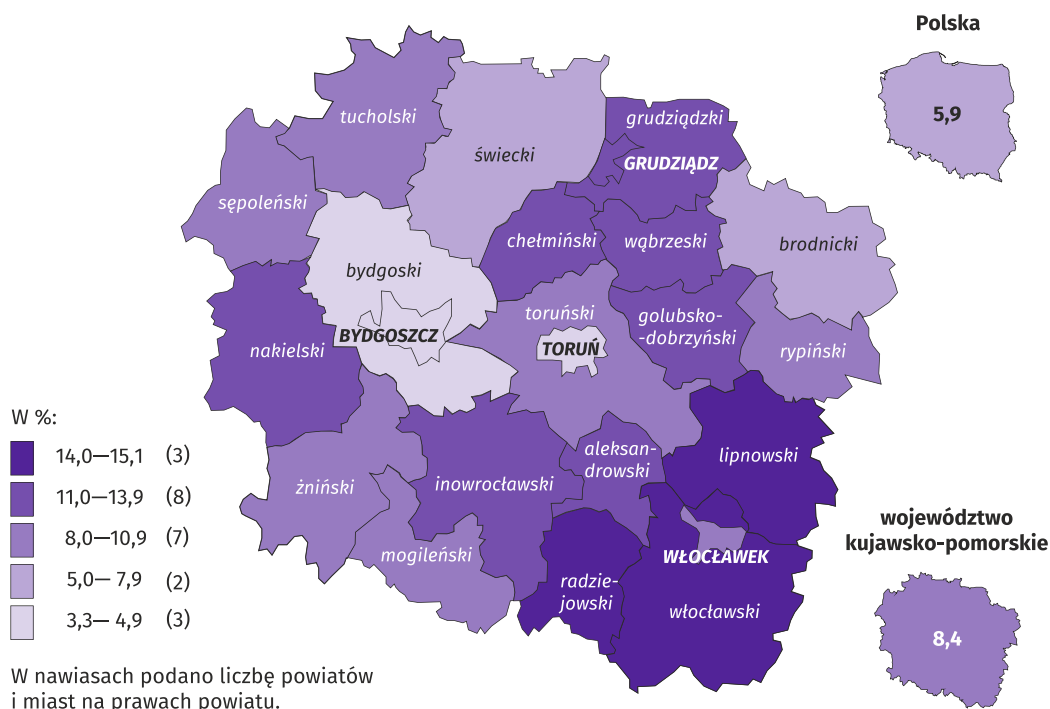 Polska
5,9
tucholski
grudziądzki
świecki
GRUDZIĄDZ
sępoleński
chełmiński
wąbrzeski
brodnicki
bydgoski
toruński
golubsko-
-dobrzyński
BYDGOSZCZ
TORUŃ
nakielski
rypiński
W %:
14,0—15,1 (3)
11,0—13,9 (8)
8,0—10,9 (7)
5,0— 7,9 (2)
3,3— 4,9 (3)
aleksan-
drowski
lipnowski
żniński
inowrocławski
województwo
kujawsko-pomorskie
mogileński
WŁOCŁAWEK
radzie-
jowski
włocławski
8,4
W nawiasach podano liczbę powiatów
i miast na prawach powiatu.